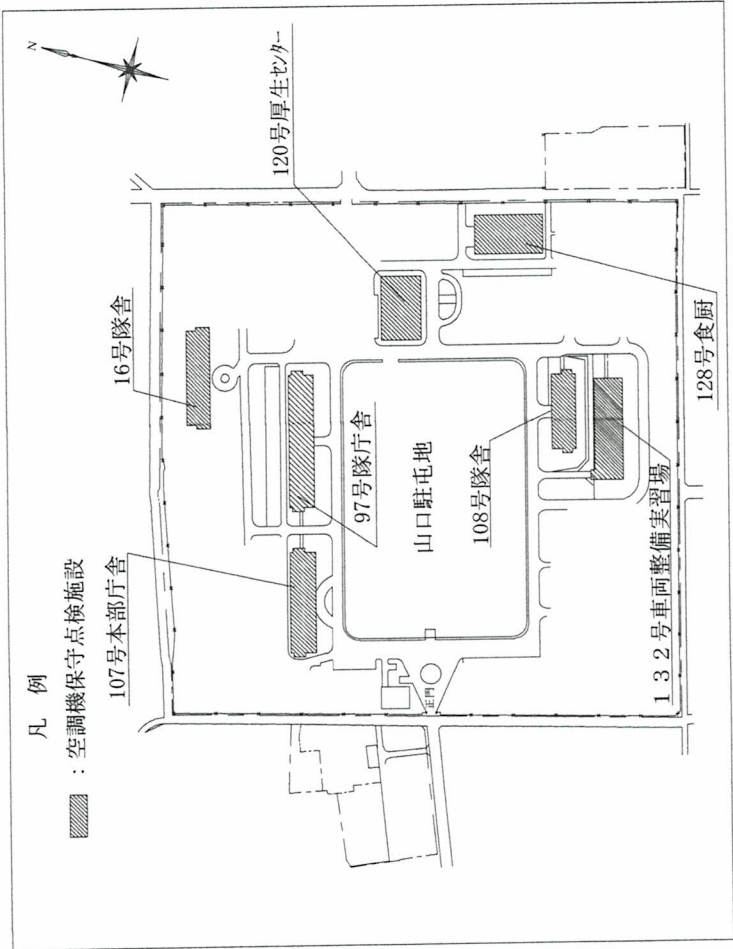 凡 例
：空調機保守点検施設
N
107号本部庁舎
16号隊舎
120号厚生センター
97号隊庁舎
山口駐屯地
正門
108号隊舎
132号車両整備実習場
128号食厨